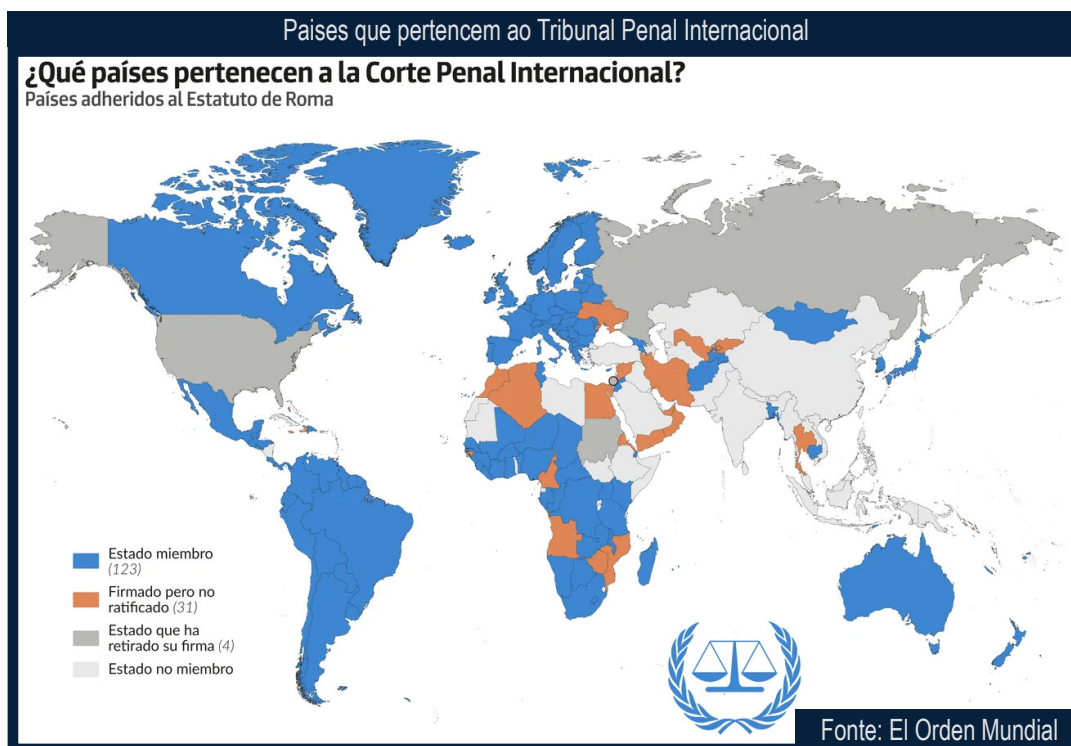 Paises que pertencem ao Tribunal Penal Internacional
¿Qué países pertenecen a la Corte Penal Internacional?
Países adheridos al Estatuto de Roma
Estado miembro
(123)
Firmado pero no
ratificado (31)
Estado que ha
retirado su firma (4)
Estado no miembro
Fonte: El Orden Mundial